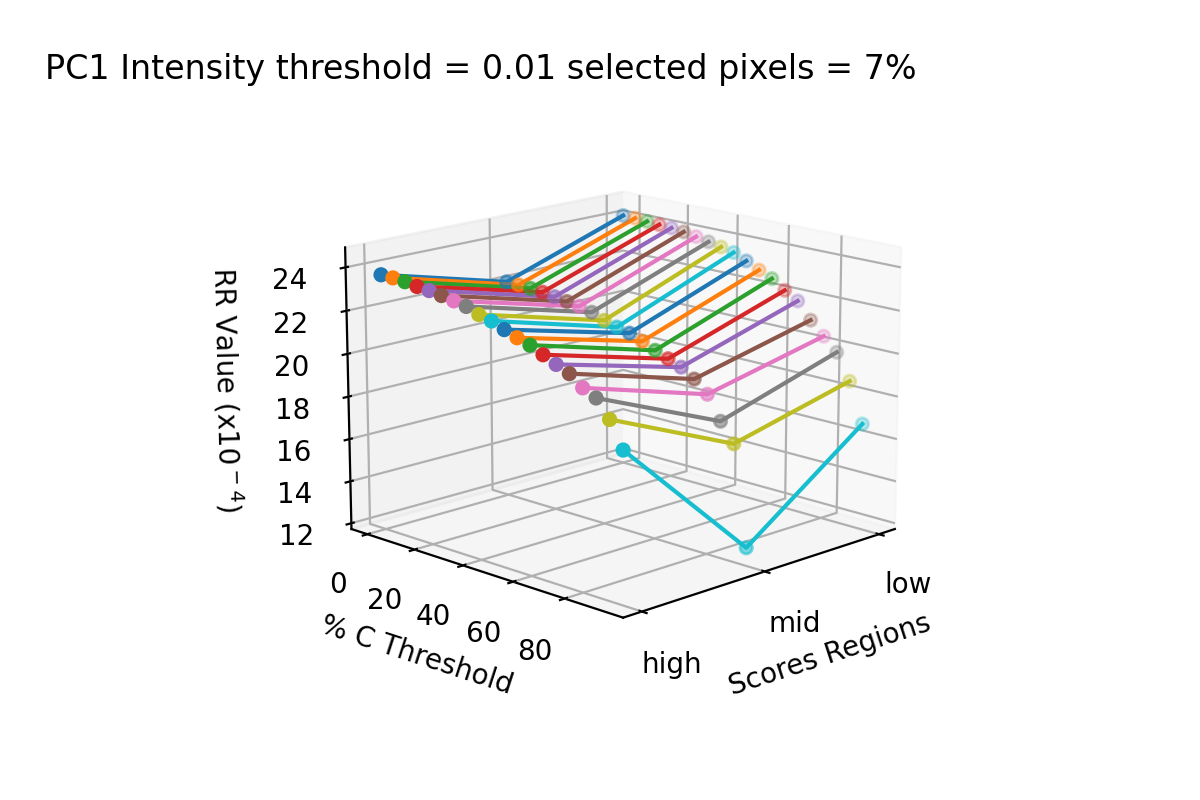 PC1 Intensity threshold = 0.01 selected pixels = 7%
RR Value (x10⁻⁴)
24
22
20
18
16
14
12
0
20
40
60
80
% C Threshold
high
mid
low
Scores Regions